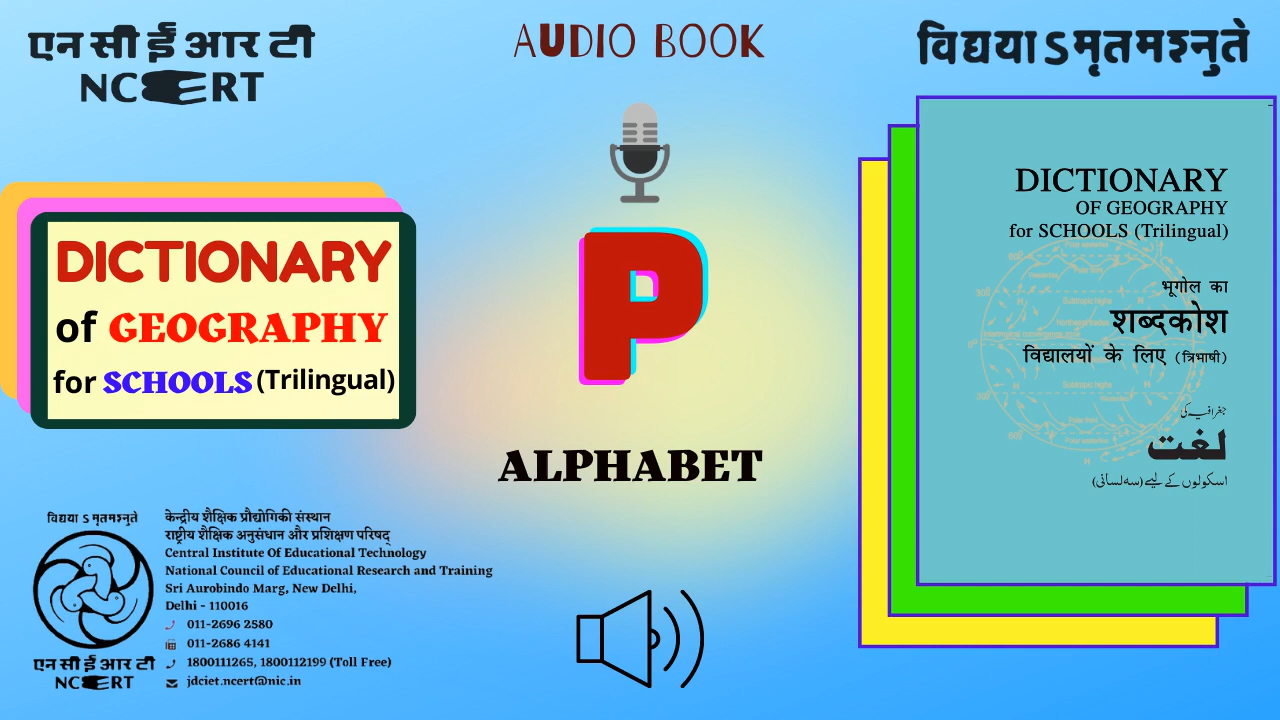 एन सी ई आर टी
NCERT
AUDIO BOOK
विद्यया ऽ मृतमश्नुते
DICTIONARY
of GEOGRAPHY
for SCHOOLS (Trilingual)
P
ALPHABET
DICTIONARY
OF GEOGRAPHY
for SCHOOLS (Trilingual)
भूगोल का
शब्दकोश
विद्यालयों के लिए (त्रिभाषी)
جغرافیہ کی
لغت
اسکولوں کے لیے (سہ لسانی)
विद्यया ऽ मृतमश्नुते
एन सी ई आर टी
NCERT
केन्द्रीय शैक्षिक प्रौद्योगिकी संस्थान
राष्ट्रीय शैक्षिक अनुसंधान और प्रशिक्षण परिषद्
Central Institute Of Educational Technology
National Council of Educational Research and Training
Sri Aurobindo Marg, New Delhi,
Delhi - 110016
011-2696 2580
011-2686 4141
1800111265, 1800112199 (Toll Free)
jdciet.ncert@nic.in